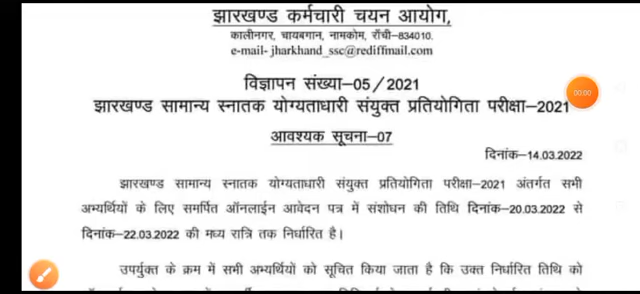 झारखण्ड कर्मचारी चयन आयोग,
कालीनगर, चायबगान, नामकोम, राँची-834010.
e-mail- jharkhand_ssc@rediffmail.com
विज्ञापन संख्या-05/2021
झारखण्ड सामान्य स्नातक योग्यताधारी संयुक्त प्रतियोगिता परीक्षा-2021
00:00
आवश्यक सूचना-07
दिनांक-14.03.2022
झारखण्ड सामान्य स्नातक योग्यताधारी संयुक्त प्रतियोगिता परीक्षा-2021 अंतर्गत सभी
अभ्यर्थियों के लिए समर्पित ऑनलाईन आवेदन पत्र में संशोधन की तिथि दिनांक-20.03.2022 से
दिनांक-22.03.2022 की मध्य रात्रि तक निर्धारित है।
उपर्युक्त के क्रम में सभी अभ्यर्थियों को सूचित किया जाता है कि उक्त निर्धारित तिथि को